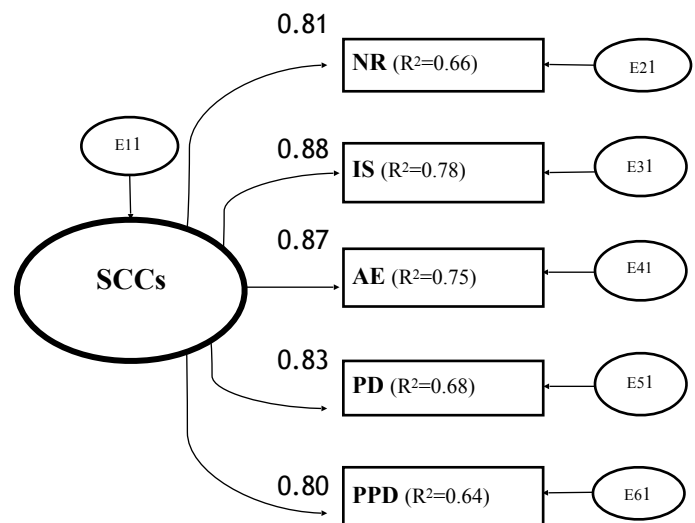 0.81
NR (R²=0.66)
E21
E11
0.88
IS (R²=0.78)
E31
SCCs
0.87
AE (R²=0.75)
E41
0.83
PD (R²=0.68)
E51
0.80
PPD (R²=0.64)
E61